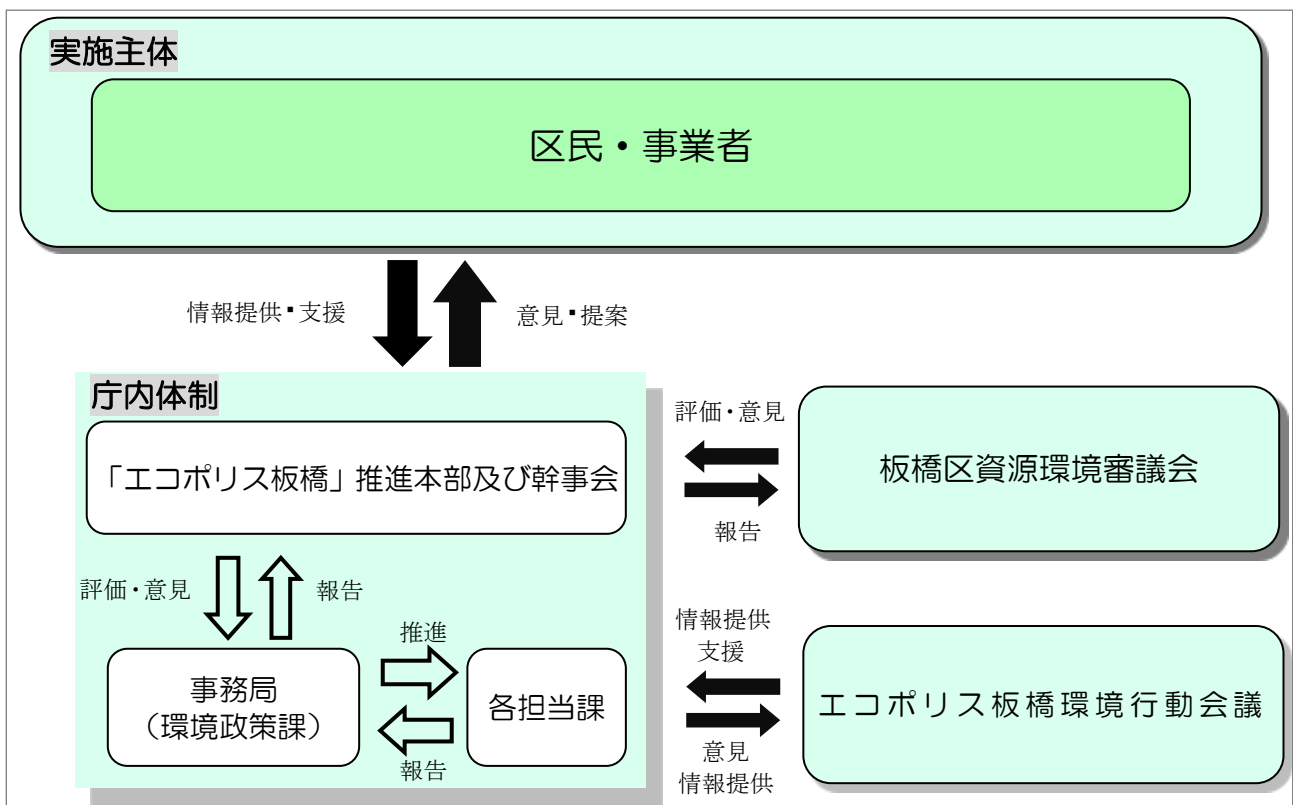 実施主体
区民・事業者
情報提供・支援
意見・提案
庁内体制
「エコポリス板橋」推進本部及び幹事会
評価・意見
報告
板橋区資源環境審議会
評価・意見
報告
推進
事務局
（環境政策課）
各担当課
報告
情報提供
支援
エコポリス板橋環境行動会議
意見
情報提供